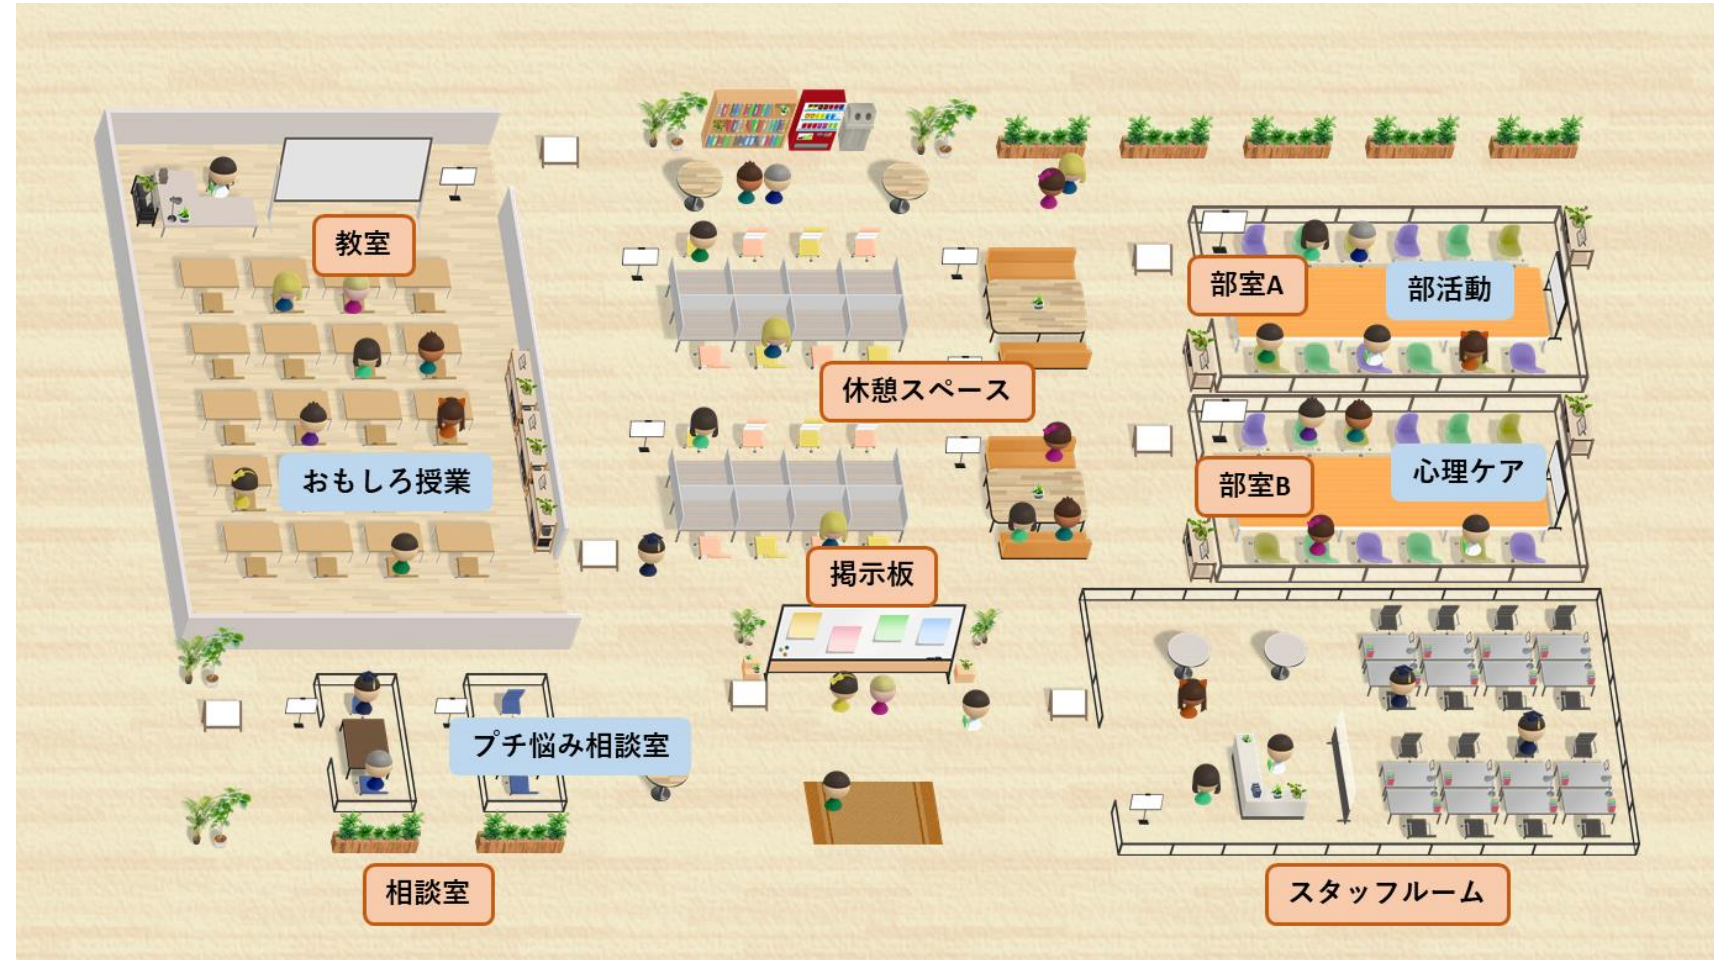 教室
部室A
部活動
休憩スペース
おもしろ授業
部室B
心理ケア
掲示板
プチ悩み相談室
相談室
スタッフルーム